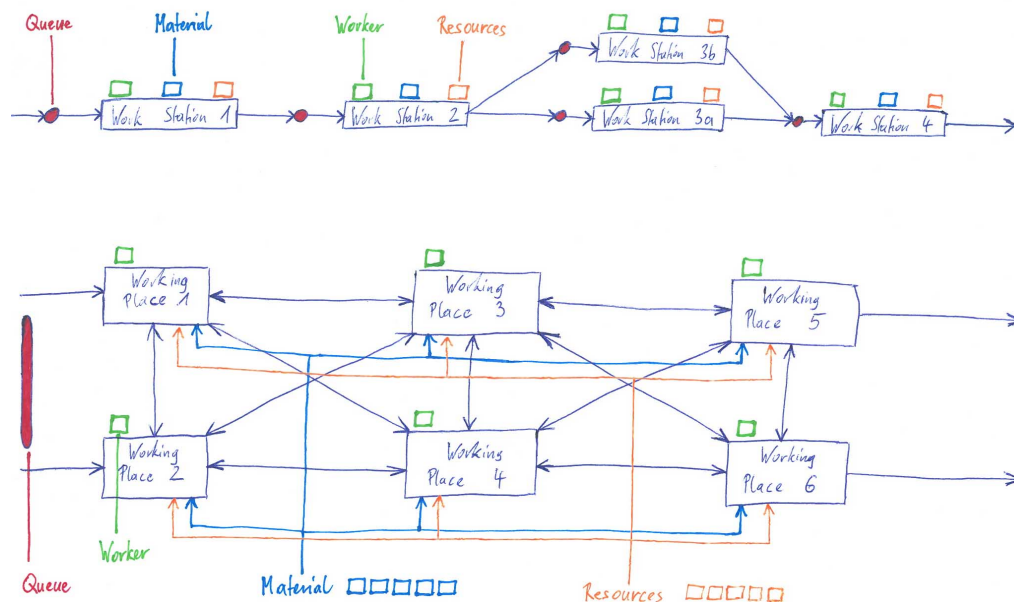 Queue
Material
Worker
Resources
Work Station 1
Work Station 2
Work Station 3b
Work Station 3a
Work Station 4
Working
Place 1
Working
Place 3
Working
Place 5
Working
Place 2
Working
Place 4
Working
Place 6
Worker
Queue
Material
Resources